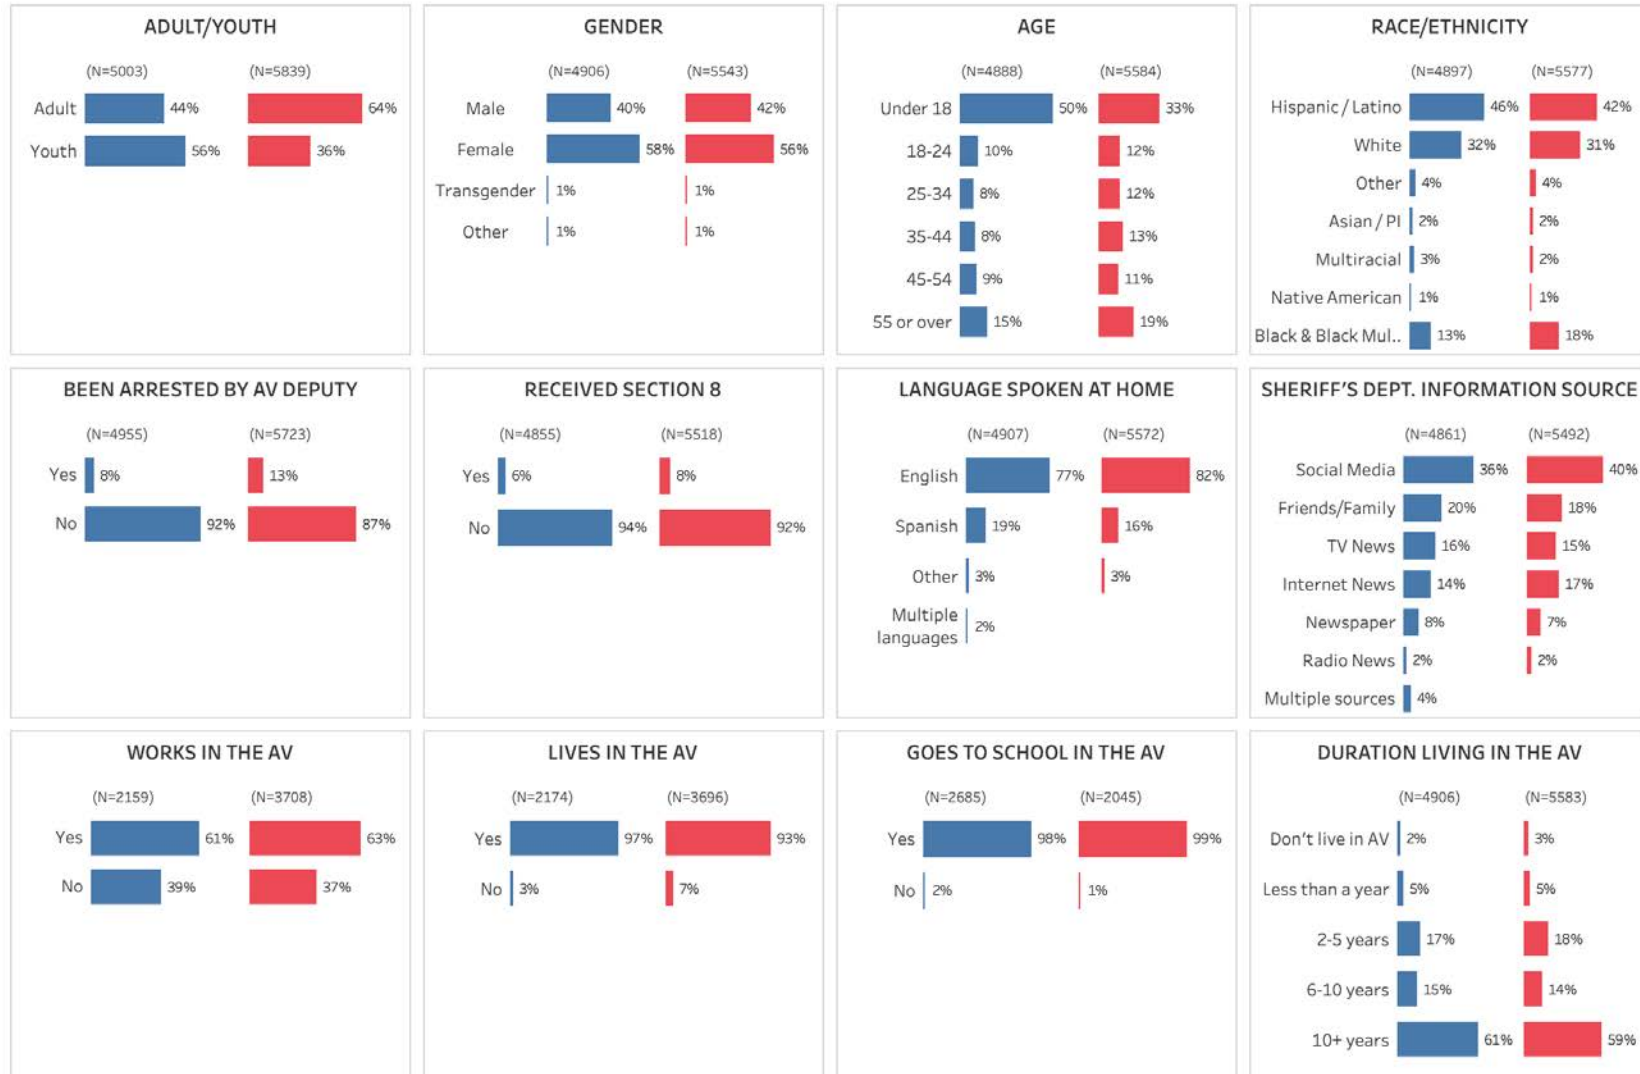 ADULT/YOUTH
(N=5003) (N=5839)
Adult 44% 64%
Youth 56% 36%
GENDER
(N=4906) (N=5543)
Male 40% 42%
Female 58% 56%
Transgender 1% 1%
Other 1% 1%
AGE
(N=4888) (N=5584)
Under 18 50% 33%
18-24 10% 12%
25-34 8% 12%
35-44 8% 13%
45-54 9% 11%
55 or over 15% 19%
RACE/ETHNICITY
(N=4897) (N=5577)
Hispanic / Latino 46% 42%
White 32% 31%
Other 4% 4%
Asian / PI 2% 2%
Multiracial 3% 2%
Native American 1% 1%
Black & Black Mul.. 13% 18%
BEEN ARRESTED BY AV DEPUTY
(N=4955) (N=5723)
Yes 8% 13%
No 92% 87%
RECEIVED SECTION 8
(N=4855) (N=5518)
Yes 6% 8%
No 94% 92%
LANGUAGE SPOKEN AT HOME
(N=4907) (N=5572)
English 77% 82%
Spanish 19% 16%
Other 3% 3%
Multiple
languages 2%
SHERIFF'S DEPT. INFORMATION SOURCE
(N=4861) (N=5492)
Social Media 36% 40%
Friends/Family 20% 18%
TV News 16% 15%
Internet News 14% 17%
Newspaper 8% 7%
Radio News 2% 2%
Multiple sources 4%
WORKS IN THE AV
(N=2159) (N=3708)
Yes 61% 63%
No 39% 37%
LIVES IN THE AV
(N=2174) (N=3696)
Yes 97% 93%
No 3% 7%
GOES TO SCHOOL IN THE AV
(N=2685) (N=2045)
Yes 98% 99%
No 2% 1%
DURATION LIVING IN THE AV
(N=4906) (N=5583)
Don't live in AV 2% 3%
Less than a year 5% 5%
2-5 years 17% 18%
6-10 years 15% 14%
10+ years 61% 59%